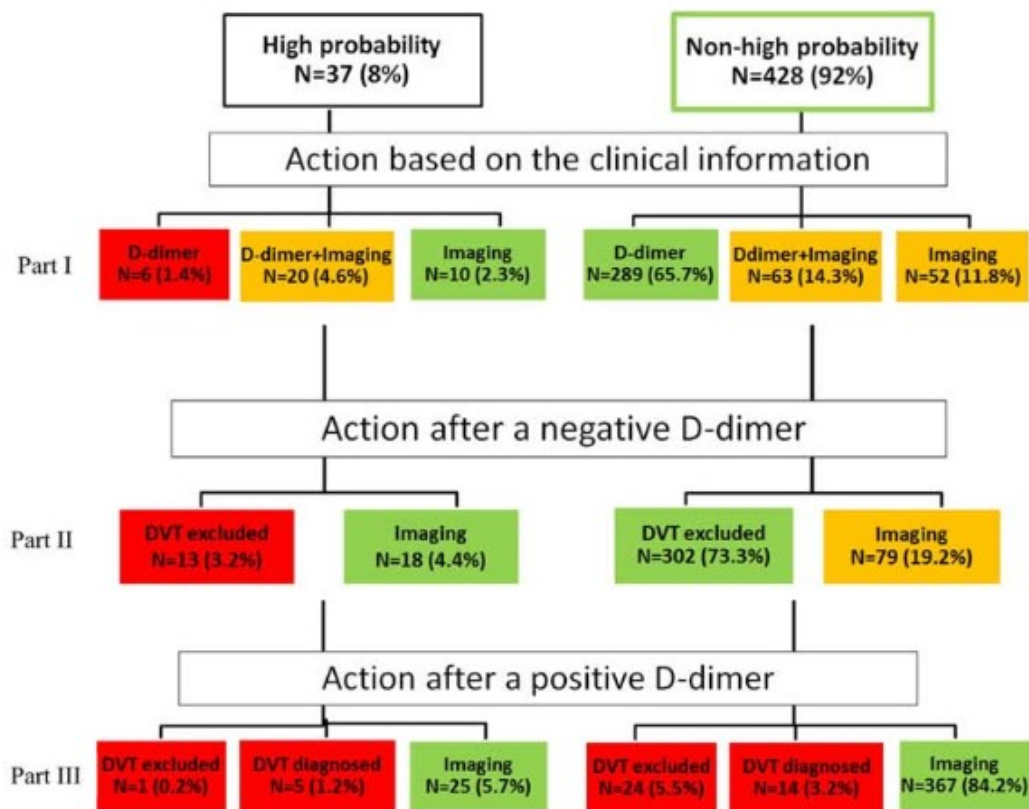 High probability
N=37 (8%)
Non-high probability
N=428 (92%)
Action based on the clinical information
Part I
D-dimer
N=6 (1.4%)
D-dimer+Imaging
N=20 (4.6%)
Imaging
N=10 (2.3%)
D-dimer
N=289 (65.7%)
Ddimer+Imaging
N=63 (14.3%)
Imaging
N=52 (11.8%)
Action after a negative D-dimer
Part II
DVT excluded
N=13 (3.2%)
Imaging
N=18 (4.4%)
DVT excluded
N=302 (73.3%)
Imaging
N=79 (19.2%)
Action after a positive D-dimer
Part III
DVT excluded
N=1 (0.2%)
DVT diagnosed
N=5 (1.2%)
Imaging
N=25 (5.7%)
DVT excluded
N=24 (5.5%)
DVT diagnosed
N=14 (3.2%)
Imaging
N=367 (84.2%)